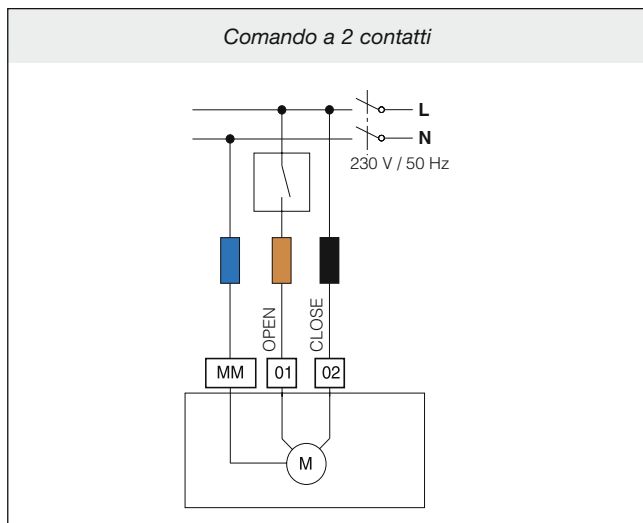 Comando a 2 contatti
L
N
230 V / 50 Hz
OPEN
CLOSE
MM
01
02
M